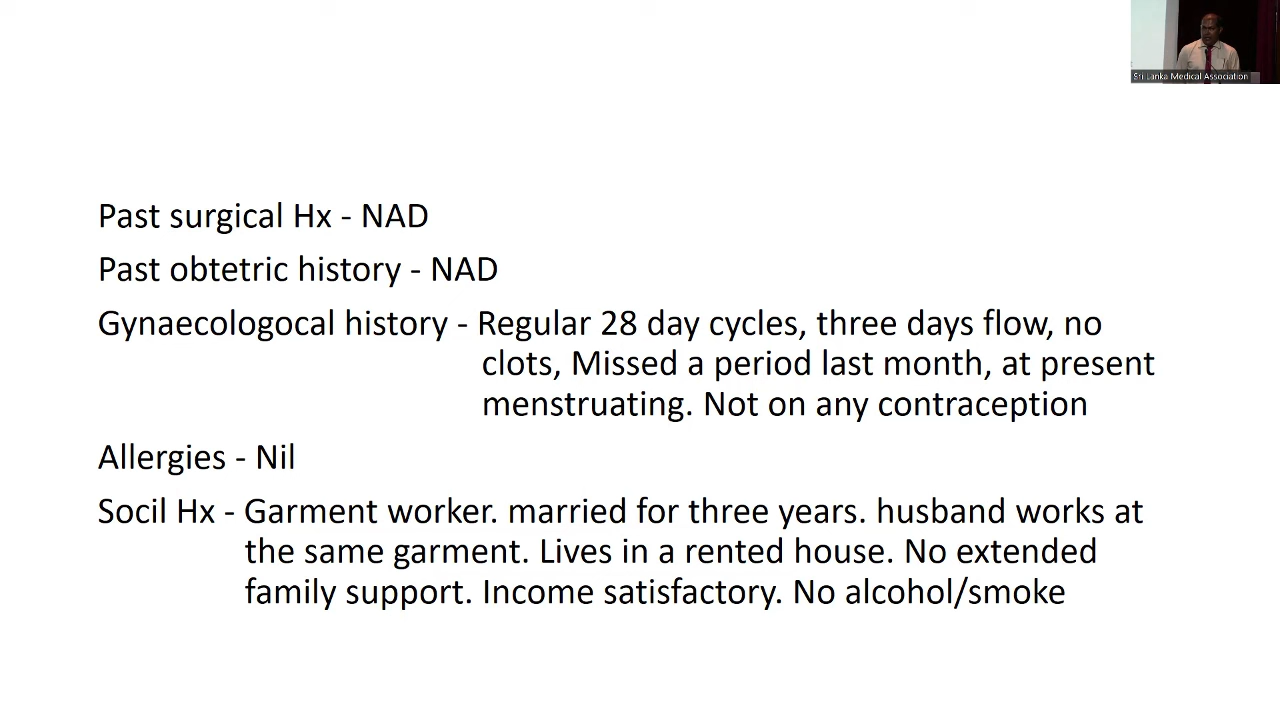 Sri Lanka Medical Association
Past surgical Hx - NAD
Past obtetric history - NAD
Gynaecologocal history - Regular 28 day cycles, three days flow, no
clots, Missed a period last month, at present
menstruating. Not on any contraception
Allergies - Nil
Socil Hx - Garment worker. married for three years. husband works at
the same garment. Lives in a rented house. No extended
family support. Income satisfactory. No alcohol/smoke